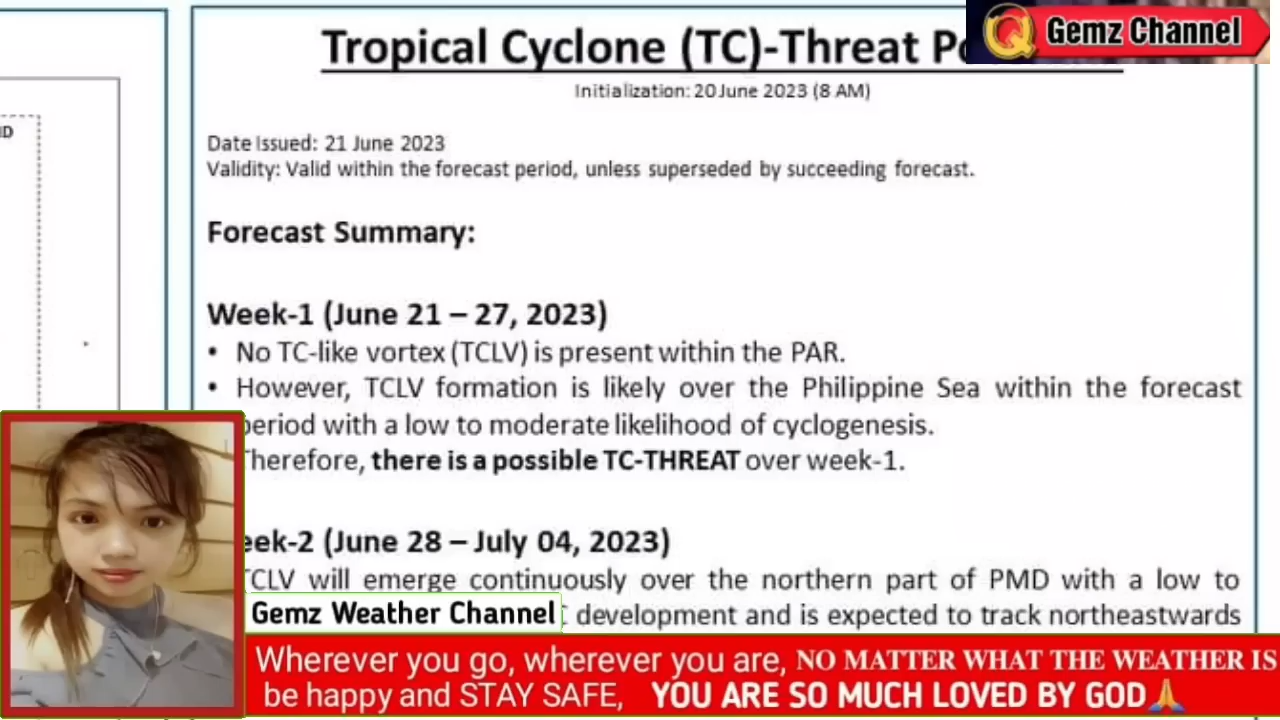 Tropical Cyclone (TC)-Threat
Gemz Channel
Initialization: 20 June 2023 (8 AM)
Date Issued: 21 June 2023
Validity: Valid within the forecast period, unless superseded by succeeding forecast.
Forecast Summary:
Week-1 (June 21 – 27, 2023)
• No TC-like vortex (TCLV) is present within the PAR.
• However, TCLV formation is likely over the Philippine Sea within the forecast
period with a low to moderate likelihood of cyclogenesis.
Therefore, there is a possible TC-THREAT over week-1.
eek-2 (June 28 – July 04, 2023)
TCLV will emerge continuously over the northern part of PMD with a low to
Gemz Weather Channel
development and is expected to track northeastwards
Wherever you go, wherever you are, NO MATTER WHAT THE WEATHER IS
be happy and STAY SAFE, YOU ARE SO MUCH LOVED BY GOD🙏